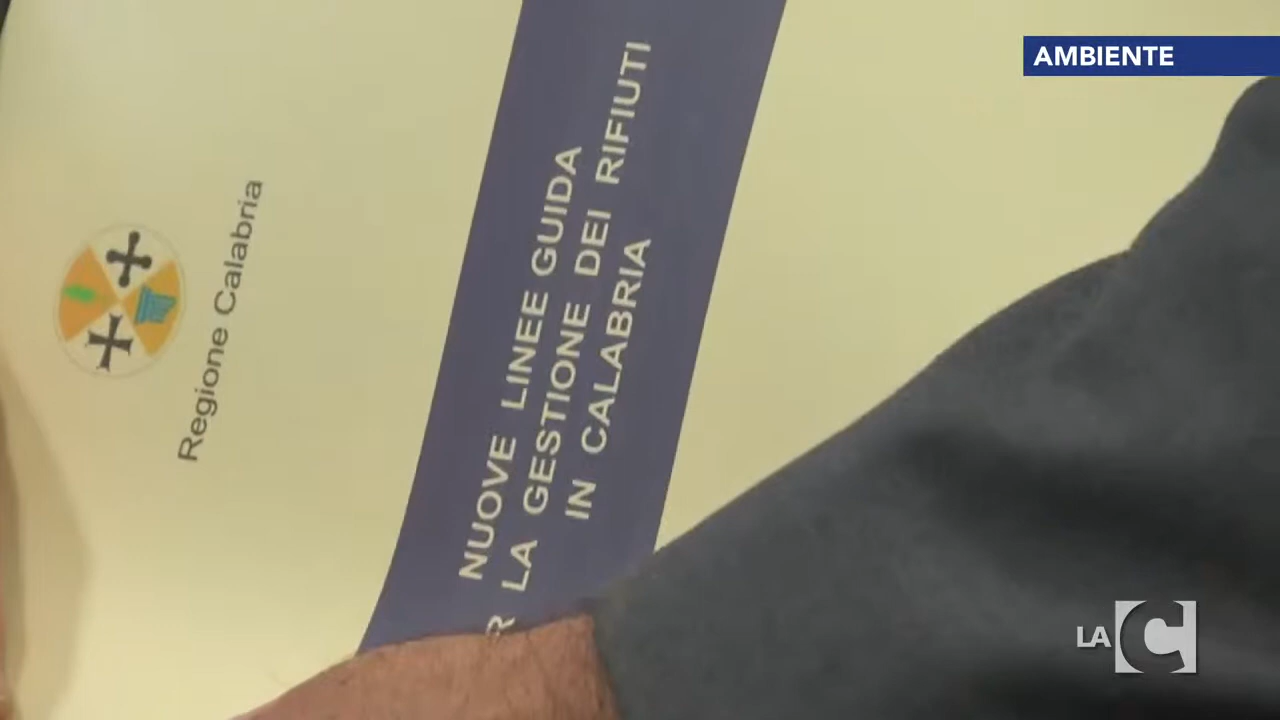 AMBIENTE
Regione Calabria
NUOVE LINEE GUIDA
R LA GESTIONE DEI RIFIUTI
IN CALABRIA
LA C